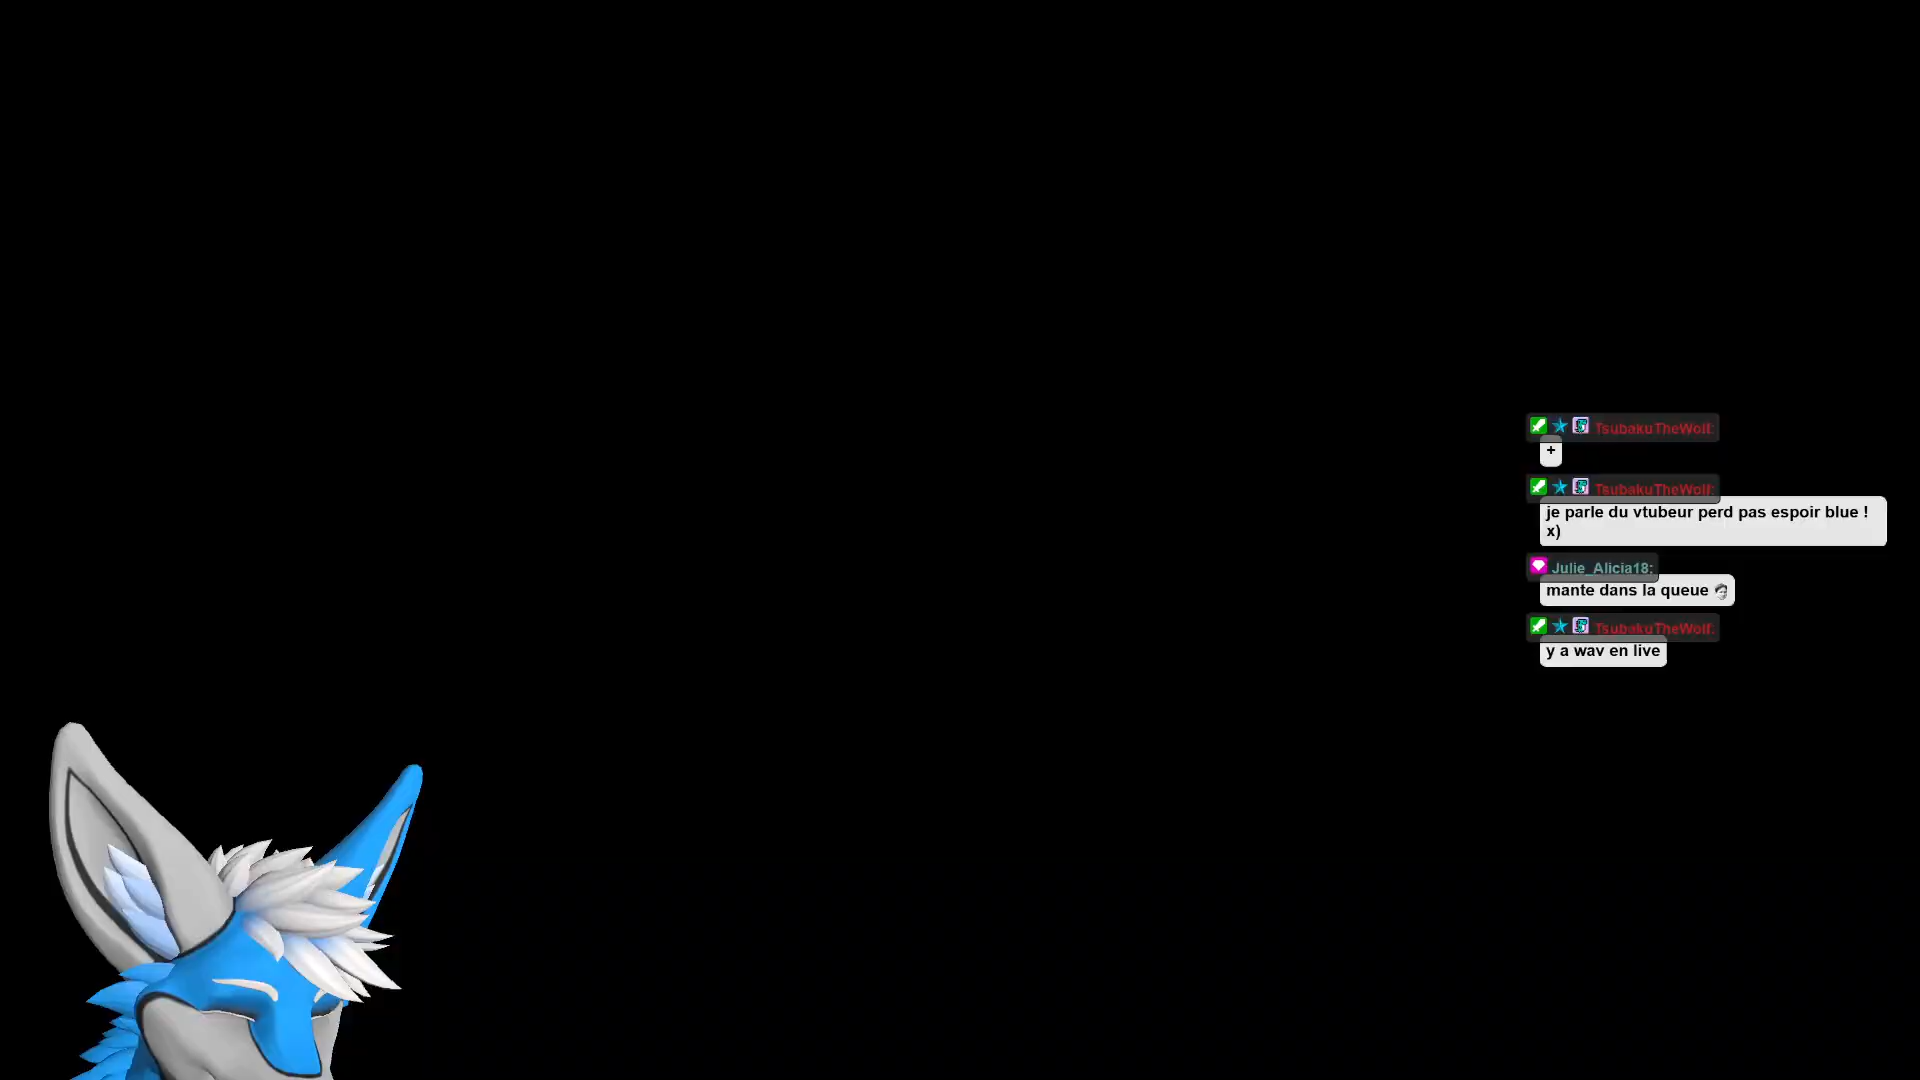 TsubakuTheWolf:
+
TsubakuTheWolf:
je parle du vtubeur perd pas espoir blue !
x)
Julie_Alicia18:
mante dans la queue
TsubakuTheWolf:
y a wav en live